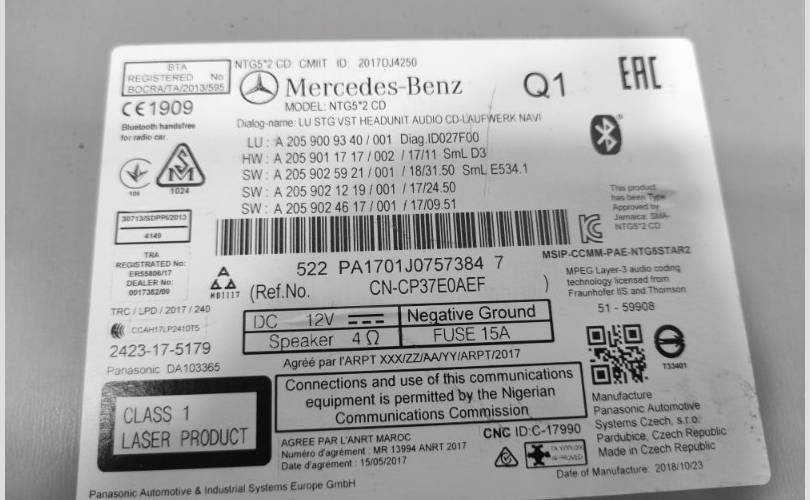 BTA
REGISTERED No
BOCRA/TA/2013/595
NTG5*2 CD CMIIT ID: 2017DJ4250
Mercedes-Benz
MODEL: NTG5*2 CD
Q1
EAC
CE1909
Bluetooth handsfree
for radio car
Dialog-name: LU STG VST HEADUNIT AUDIO CD-LAUFWERK NAVI
LU : A 205 900 93 40 / 001 Diag.ID027F00
HW : A 205 901 17 17 / 002 / 17/11 SmL D3
SW : A 205 902 59 21 / 001 / 18/31.50 SmL E534.1
SW : A 205 902 12 19 / 001 / 17/24.50
SW : A 205 902 46 17 / 001 / 17/09.51
1024
30713/SDPPI/2013
4149
This product
has been Type
Approved by
Jamaica: SMA-
NTG5*2 CD
MSIP-CCMM-PAE-NTG5STAR2
TRA
REGISTERED No:
ER55806/17
DEALER No:
0017362/09
522 PA1701J0757384 7
(Ref.No. CN-CP37E0AEF )
MPEG Layer-3 audio coding
technology licensed from
Fraunhofer IIS and Thomson
51 - 59908
TRC / LPD / 2017 / 240
CCAH17LP2410T5
2423-17-5179
Panasonic DA103365
DC 12V
Negative Ground
Speaker 4 Ω
FUSE 15A
Agréé par l'ARPT XXX/ZZ/AA/YY/ARPT/2017
T33401
Connections and use of this communications
equipment is permitted by the Nigerian
Communications Commission
CLASS 1
LASER PRODUCT
AGREE PAR L'ANRT MAROC
Numéro d'agrément : MR 13994 ANRT 2017
Date d'agrément : 15/05/2017
CNC ID:C-17990
Manufacture
Panasonic Automotive
Systems Czech, s.r.o.
Pardubice, Czech Republic
Made in Czech Republic
Date of Manufacture: 2018/10/23
Panasonic Automotive & Industrial Systems Europe GmbH